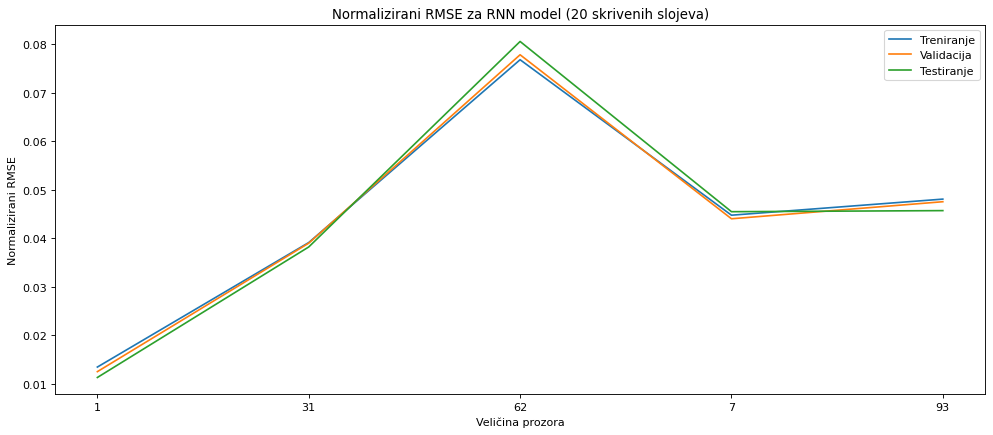 Normalizirani RMSE za RNN model (20 skrivenih slojeva)
Treniranje
Validacija
Testiranje
Normalizirani RMSE
0.08
0.07
0.06
0.05
0.04
0.03
0.02
0.01
1 31 62 7 93
Veličina prozora